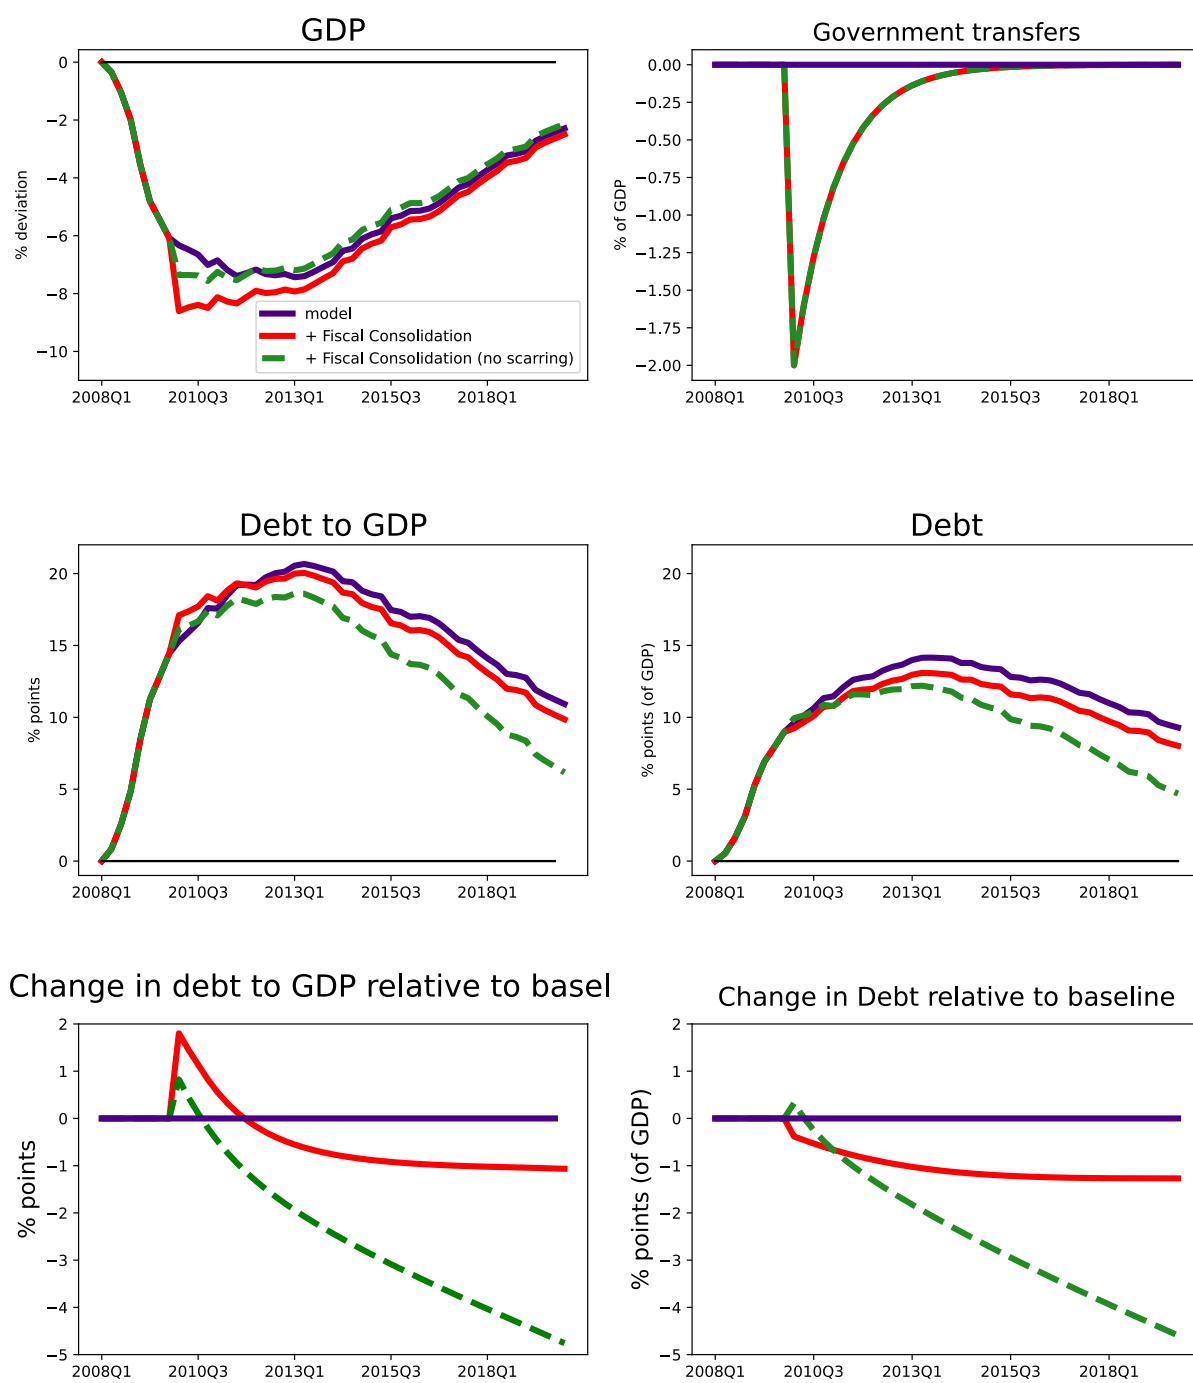 GDP
% deviation
0
−2
−4
−6
−8
−10
model
+ Fiscal Consolidation
+ Fiscal Consolidation (no scarring)
2008Q1 2010Q3 2013Q1 2015Q3 2018Q1
Government transfers
% of GDP
0.00
−0.25
−0.50
−0.75
−1.00
−1.25
−1.50
−1.75
−2.00
2008Q1 2010Q3 2013Q1 2015Q3 2018Q1
Debt to GDP
% points
20
15
10
5
0
2008Q1 2010Q3 2013Q1 2015Q3 2018Q1
Debt
% points (of GDP)
20
15
10
5
0
2008Q1 2010Q3 2013Q1 2015Q3 2018Q1
Change in debt to GDP relative to basel
% points
2
1
0
−1
−2
−3
−4
−5
2008Q1 2010Q3 2013Q1 2015Q3 2018Q1
Change in Debt relative to baseline
% points (of GDP)
2
1
0
−1
−2
−3
−4
−5
2008Q1 2010Q3 2013Q1 2015Q3 2018Q1